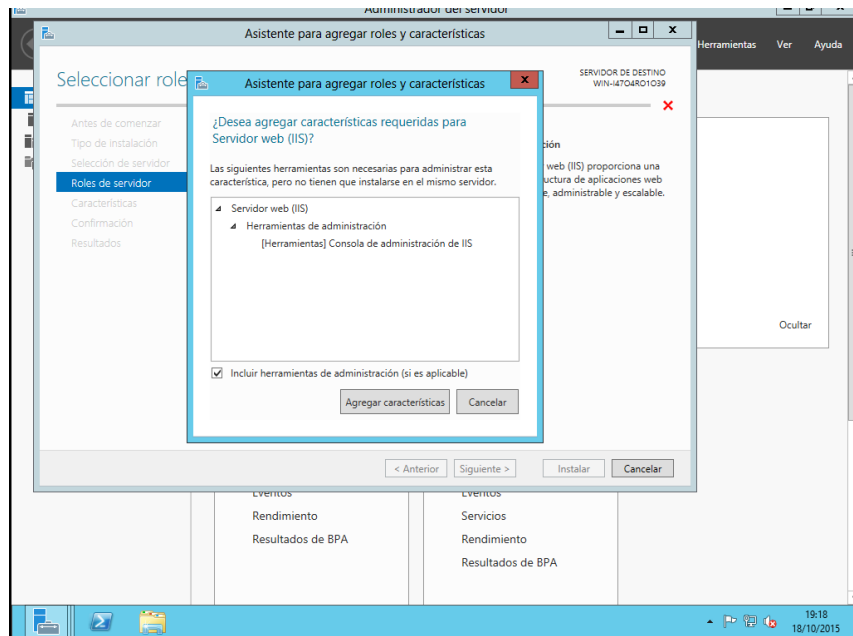 Administrador del servidor
Asistente para agregar roles y características
Herramientas Ver Ayuda
Seleccionar role
SERVIDOR DE DESTINO
WIN-I47O4RO1O39
Antes de comenzar
Tipo de instalación
Selección de servidor
Roles de servidor
Características
Confirmación
Resultados
Asistente para agregar roles y características
¿Desea agregar características requeridas para
Servidor web (IIS)?
Las siguientes herramientas son necesarias para administrar esta
característica, pero no tienen que instalarse en el mismo servidor.
Servidor web (IIS)
Herramientas de administración
[Herramientas] Consola de administración de IIS
Incluir herramientas de administración (si es aplicable)
Agregar características Cancelar
ción
web (IIS) proporciona una
uctura de aplicaciones web
e, administrable y escalable.
Ocultar
< Anterior Siguiente > Instalar Cancelar
Eventos
Rendimiento
Resultados de BPA
Eventos
Servicios
Rendimiento
Resultados de BPA
19:18
18/10/2015